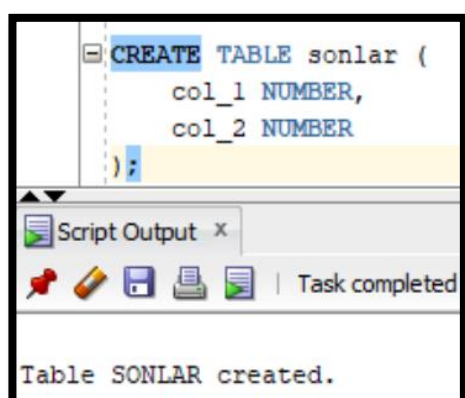 CREATE TABLE sonlar (
col_1 NUMBER,
col_2 NUMBER
);
Script Output x
Task completed
Table SONLAR created.